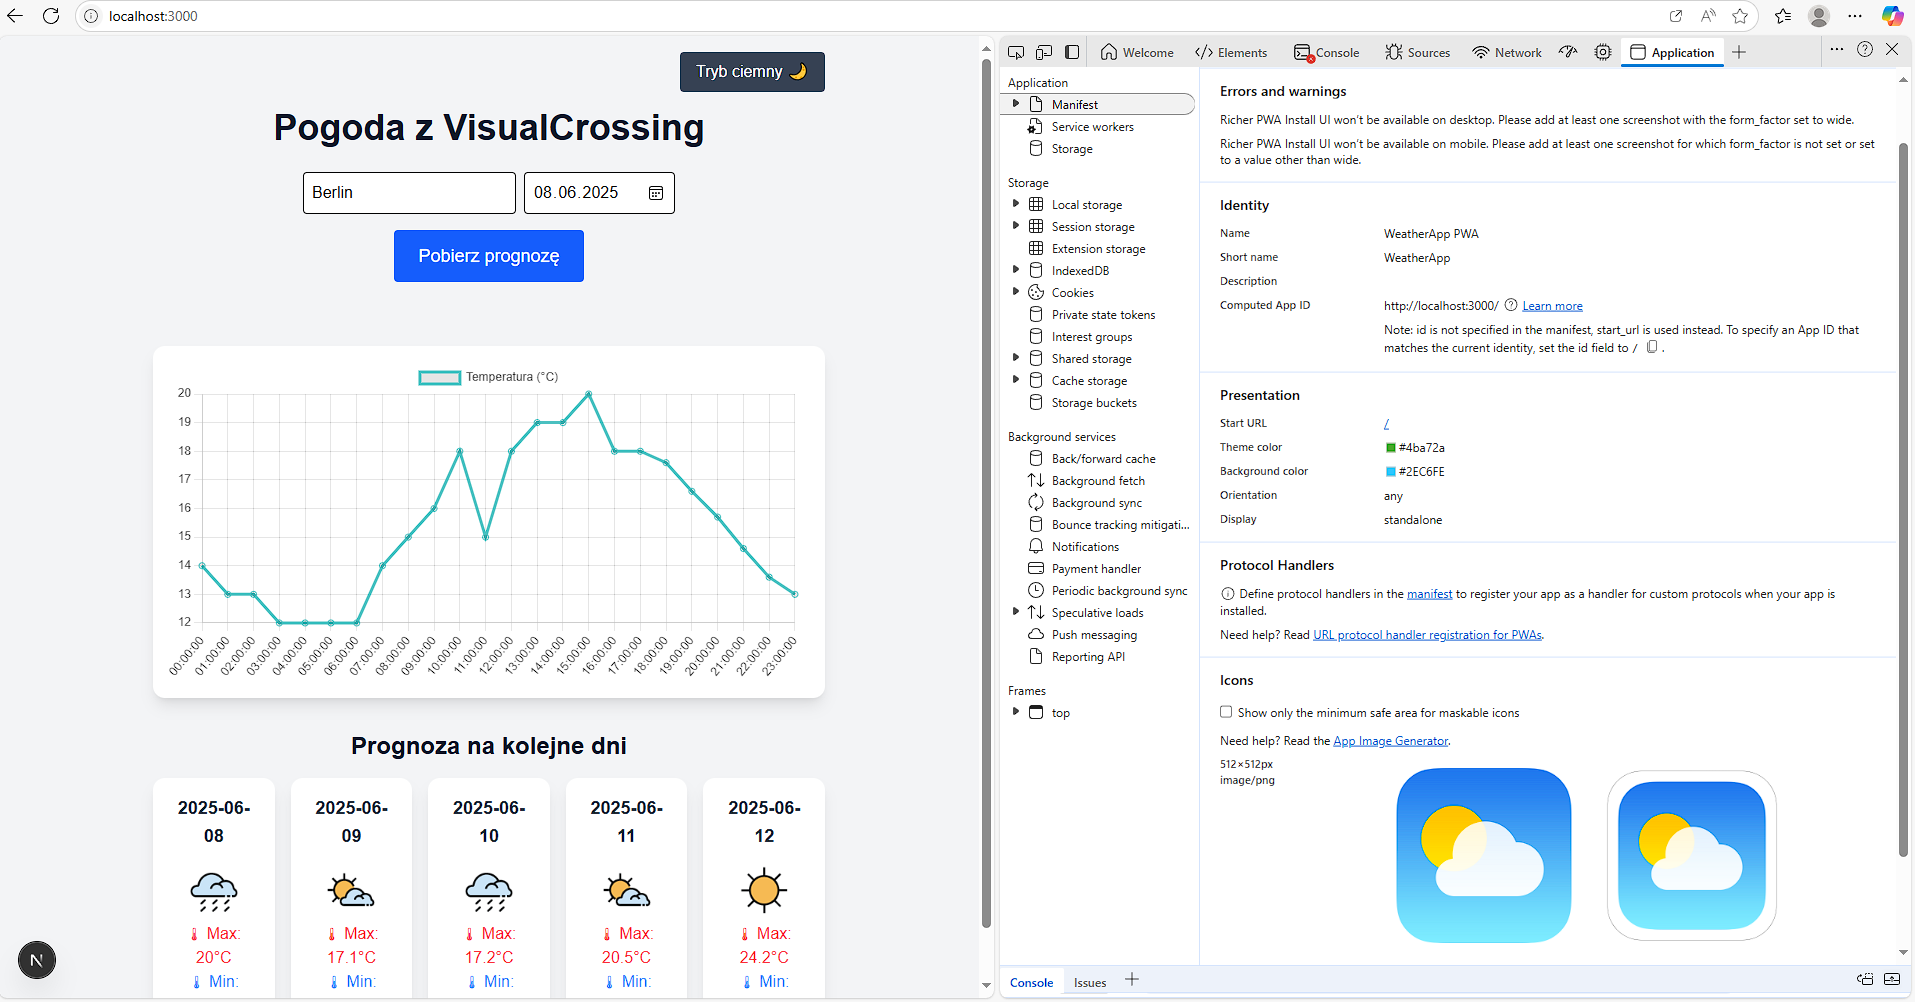 localhost:3000
Tryb ciemny
Pogoda z VisualCrossing
Berlin
08.06.2025
Pobierz prognozę
Temperatura (°C)
20
19
18
17
16
15
14
13
12
00:00:00
01:00:00
02:00:00
03:00:00
04:00:00
05:00:00
06:00:00
07:00:00
08:00:00
09:00:00
10:00:00
11:00:00
12:00:00
13:00:00
14:00:00
15:00:00
16:00:00
17:00:00
18:00:00
19:00:00
20:00:00
21:00:00
22:00:00
23:00:00
Prognoza na kolejne dni
2025-06-
08
Max:
20°C
Min:
2025-06-
09
Max:
17.1°C
Min:
2025-06-
10
Max:
17.2°C
Min:
2025-06-
11
Max:
20.5°C
Min:
2025-06-
12
Max:
24.2°C
Min:
N
Welcome
Elements
Console
Sources
Network
Application
Application
Manifest
Service workers
Storage
Storage
Local storage
Session storage
Extension storage
IndexedDB
Cookies
Private state tokens
Interest groups
Shared storage
Cache storage
Storage buckets
Background services
Back/forward cache
Background fetch
Background sync
Bounce tracking mitigati...
Notifications
Payment handler
Periodic background sync
Speculative loads
Push messaging
Reporting API
Frames
top
Errors and warnings
Richer PWA Install UI won't be available on desktop. Please add at least one screenshot with the form_factor set to wide.
Richer PWA Install UI won't be available on mobile. Please add at least one screenshot for which form_factor is not set or set
to a value other than wide.
Identity
Name WeatherApp PWA
Short name WeatherApp
Description
Computed App ID http://localhost:3000/ Learn more
Note: id is not specified in the manifest, start_url is used instead. To specify an App ID that
matches the current identity, set the id field to / .
Presentation
Start URL /
Theme color #4ba72a
Background color #2EC6FE
Orientation any
Display standalone
Protocol Handlers
Define protocol handlers in the manifest to register your app as a handler for custom protocols when your app is
installed.
Need help? Read URL protocol handler registration for PWAs.
Icons
Show only the minimum safe area for maskable icons
Need help? Read the App Image Generator.
512×512px
image/png
Console
Issues